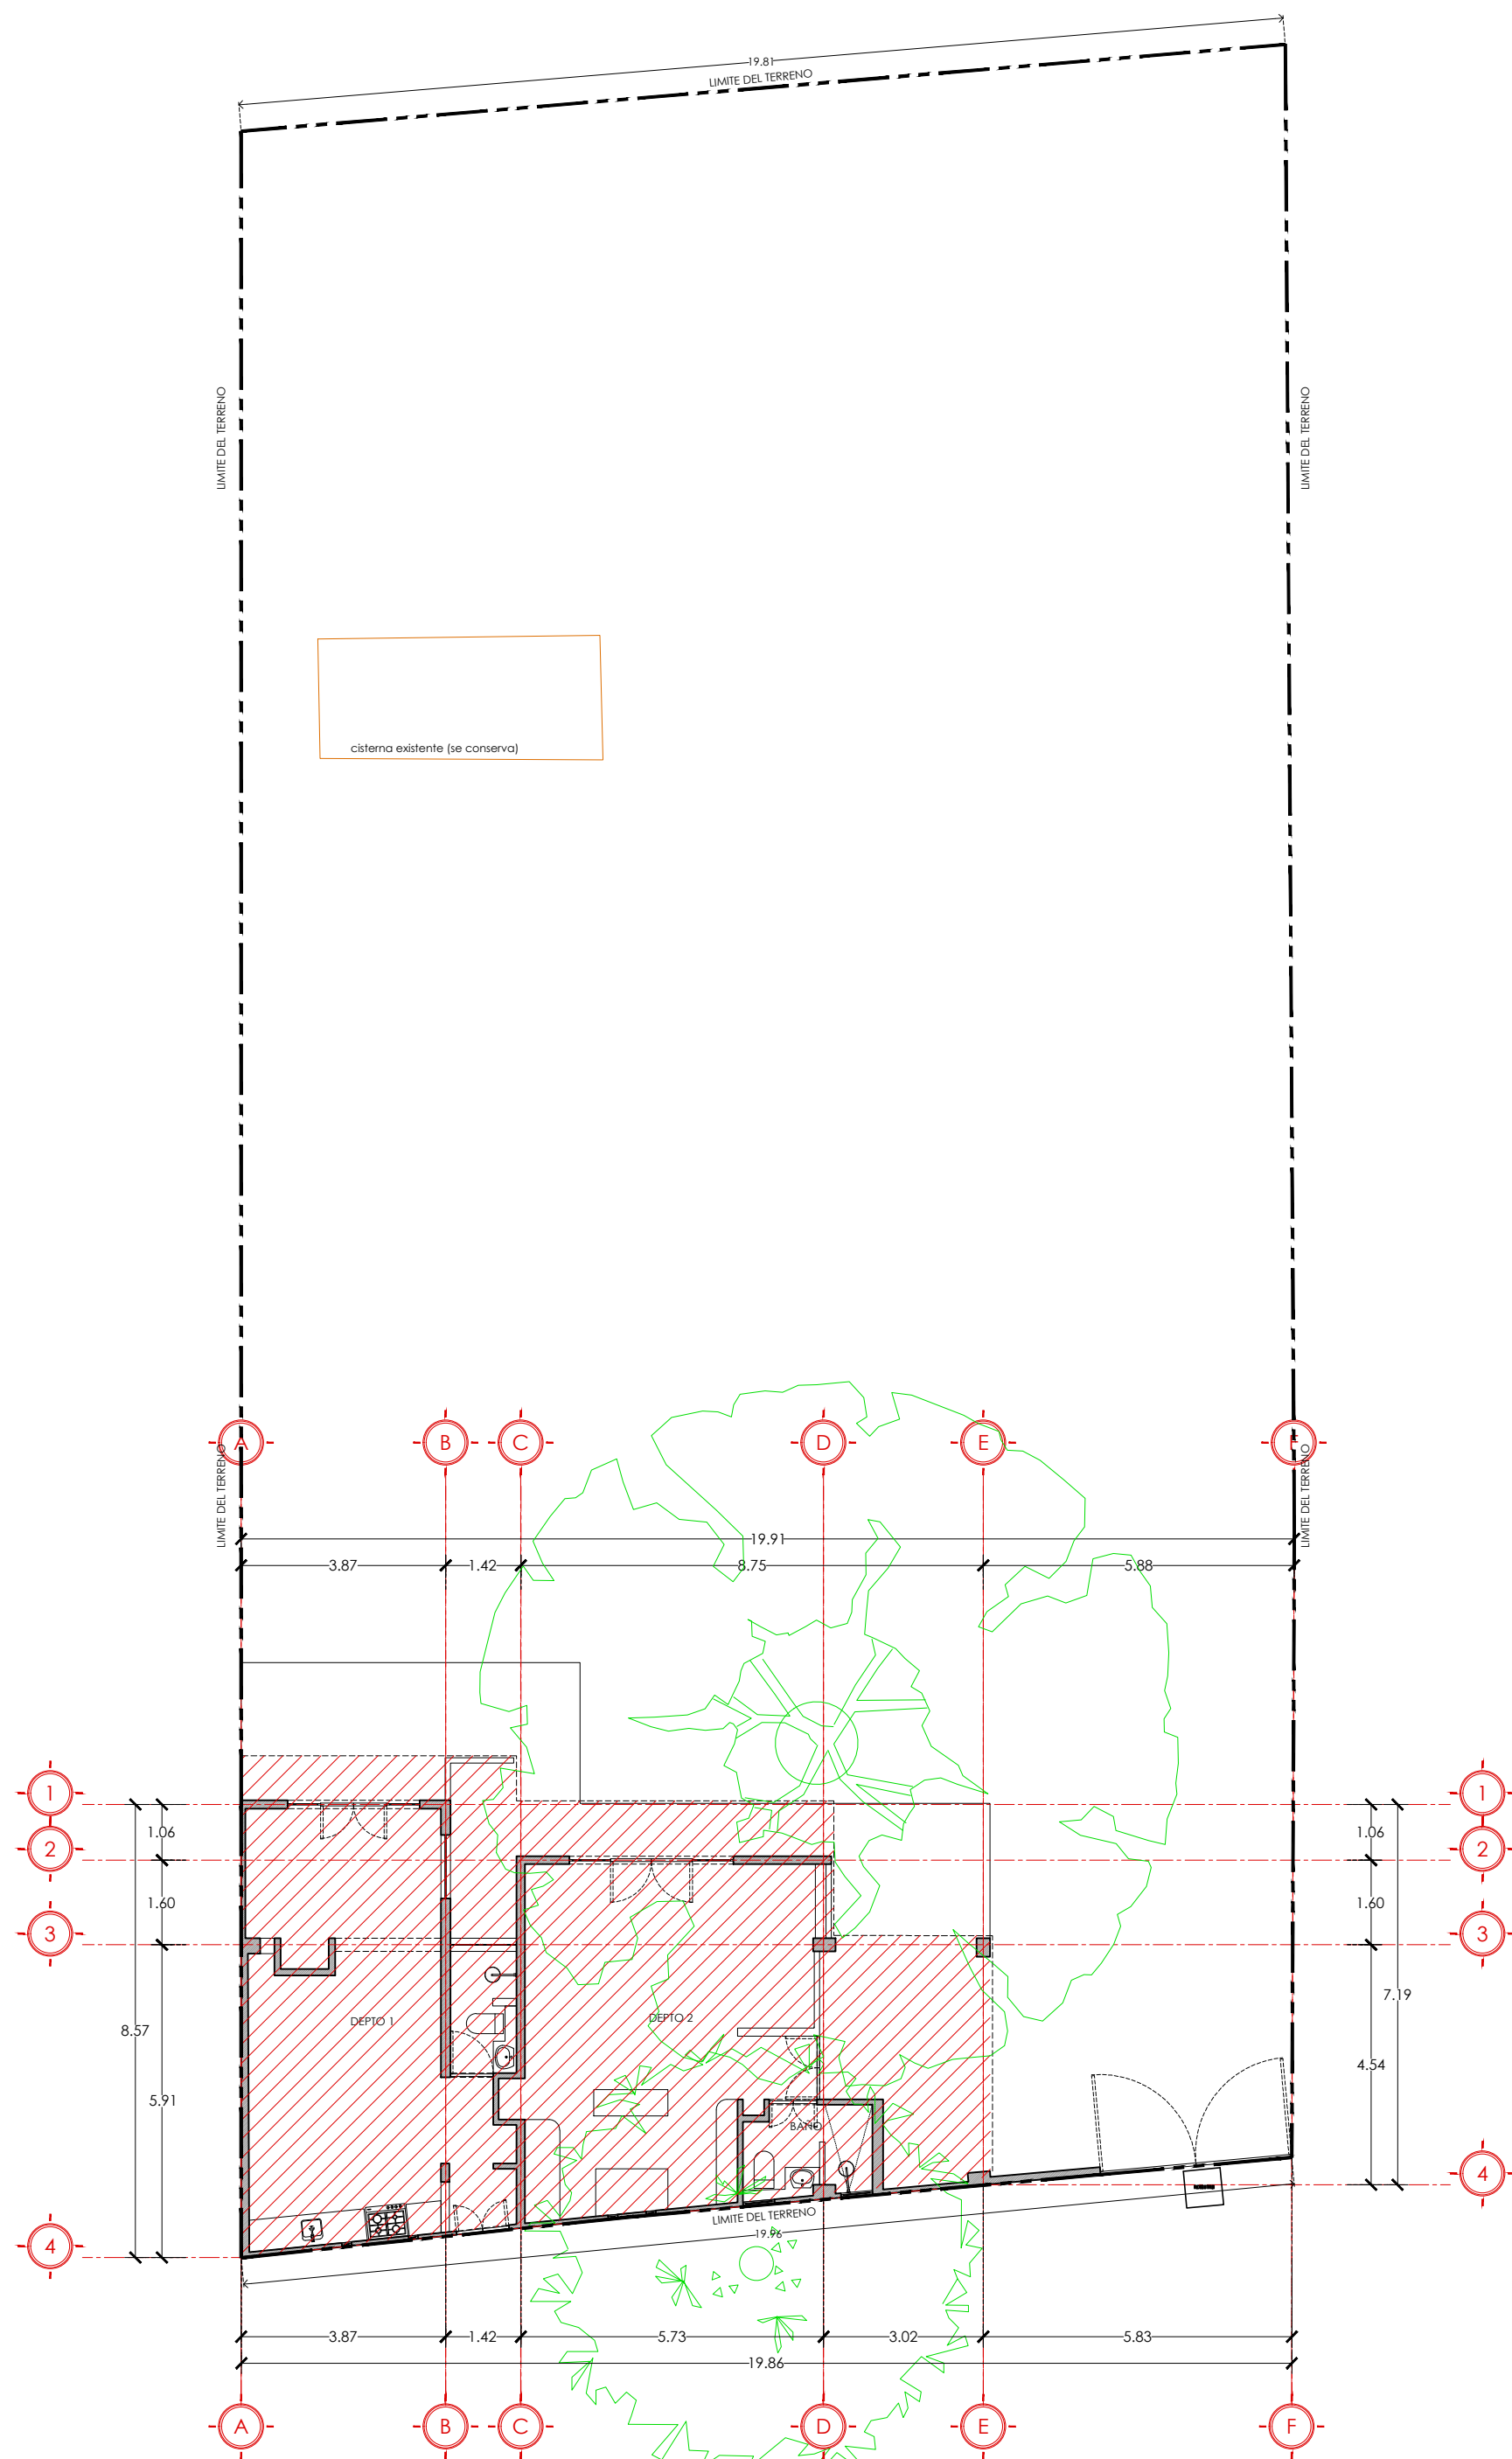 19.81
LIMITE DEL TERRENO
LIMITE DEL TERRENO
LIMITE DEL TERRENO
cisterna existente (se conserva)
A
B
C
D
E
F
LIMITE DEL TERRENO
LIMITE DEL TERRENO
19.91
3.87
1.42
8.75
5.88
1
1
1.06
1.06
2
2
1.60
1.60
3
3
7.19
DEPTO 1
DEPTO 2
8.57
4.54
5.91
BAÑO
4
LIMITE DEL TERRENO
19.96
4
3.87
1.42
5.73
3.02
5.83
19.86
A
B
C
D
E
F